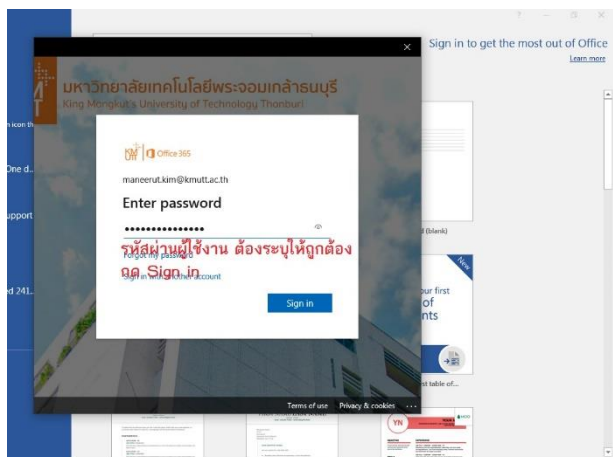 ? – ×
Sign in to get the most out of Office
Learn more
×
มหาวิทยาลัยเทคโนโลยีพระจอมเกล้าธนบุรี
King Mongkut's University of Technology Thonburi
Office 365
maneerut.kim@kmutt.ac.th
Enter password
•••••••••••••••
รหัสผ่านผู้ใช้งาน ต้องระบุให้ถูกต้อง
Forgot my password
กด Sign in
Sign in with another account
Sign in
Terms of use Privacy & cookies ...
n icon th
One d..
upport
ed 241..
d (blank)
New
our first
of
nts
st table of...
YN